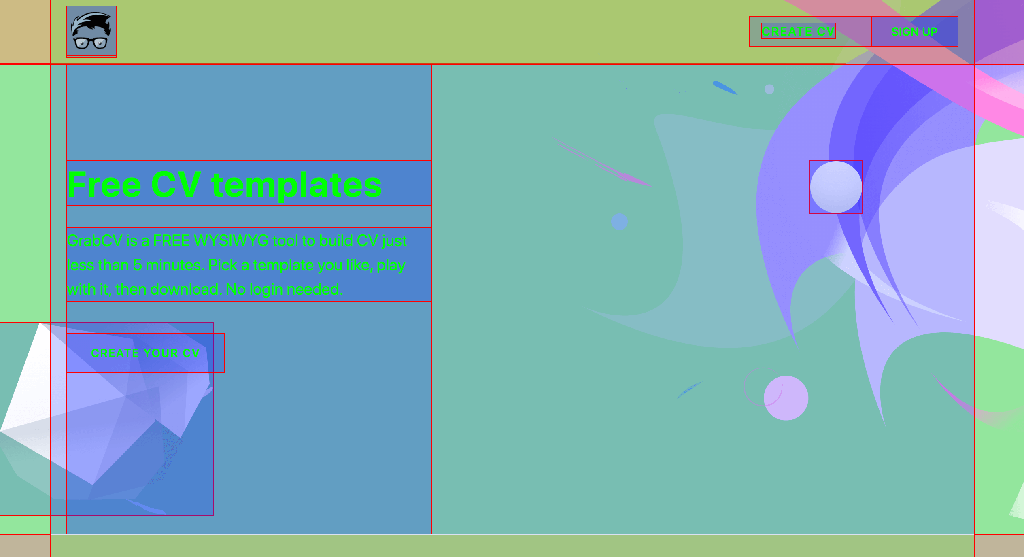 CREATE CV
SIGN UP
Free CV templates
GrabCV is a FREE WYSIWYG tool to build CV just
less than 5 minutes. Pick a template you like, play
with it, then download. No login needed.
CREATE YOUR CV